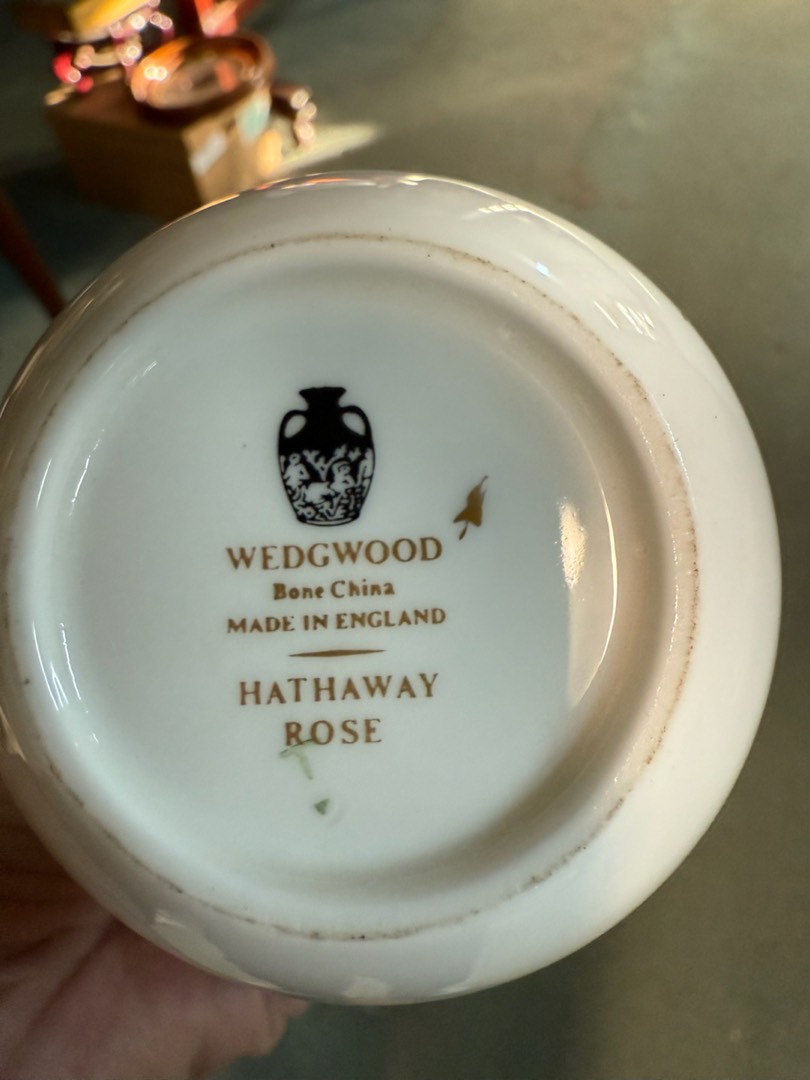 WEDGWOOD
Bone China
MADE IN ENGLAND
HATHAWAY
ROSE